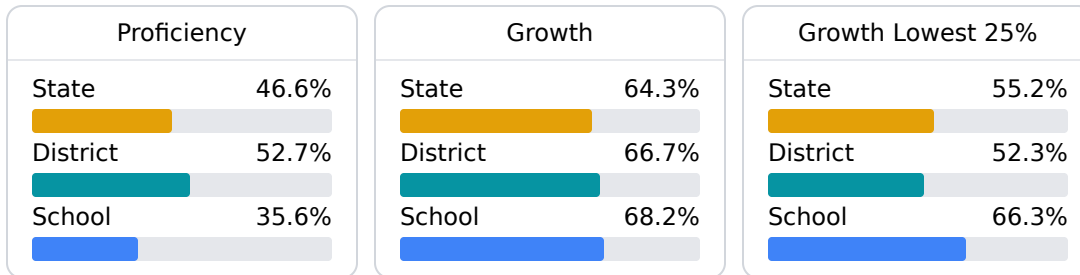 Proficiency
State 46.6%
District 52.7%
School 35.6%
Growth
State 64.3%
District 66.7%
School 68.2%
Growth Lowest 25%
State 55.2%
District 52.3%
School 66.3%